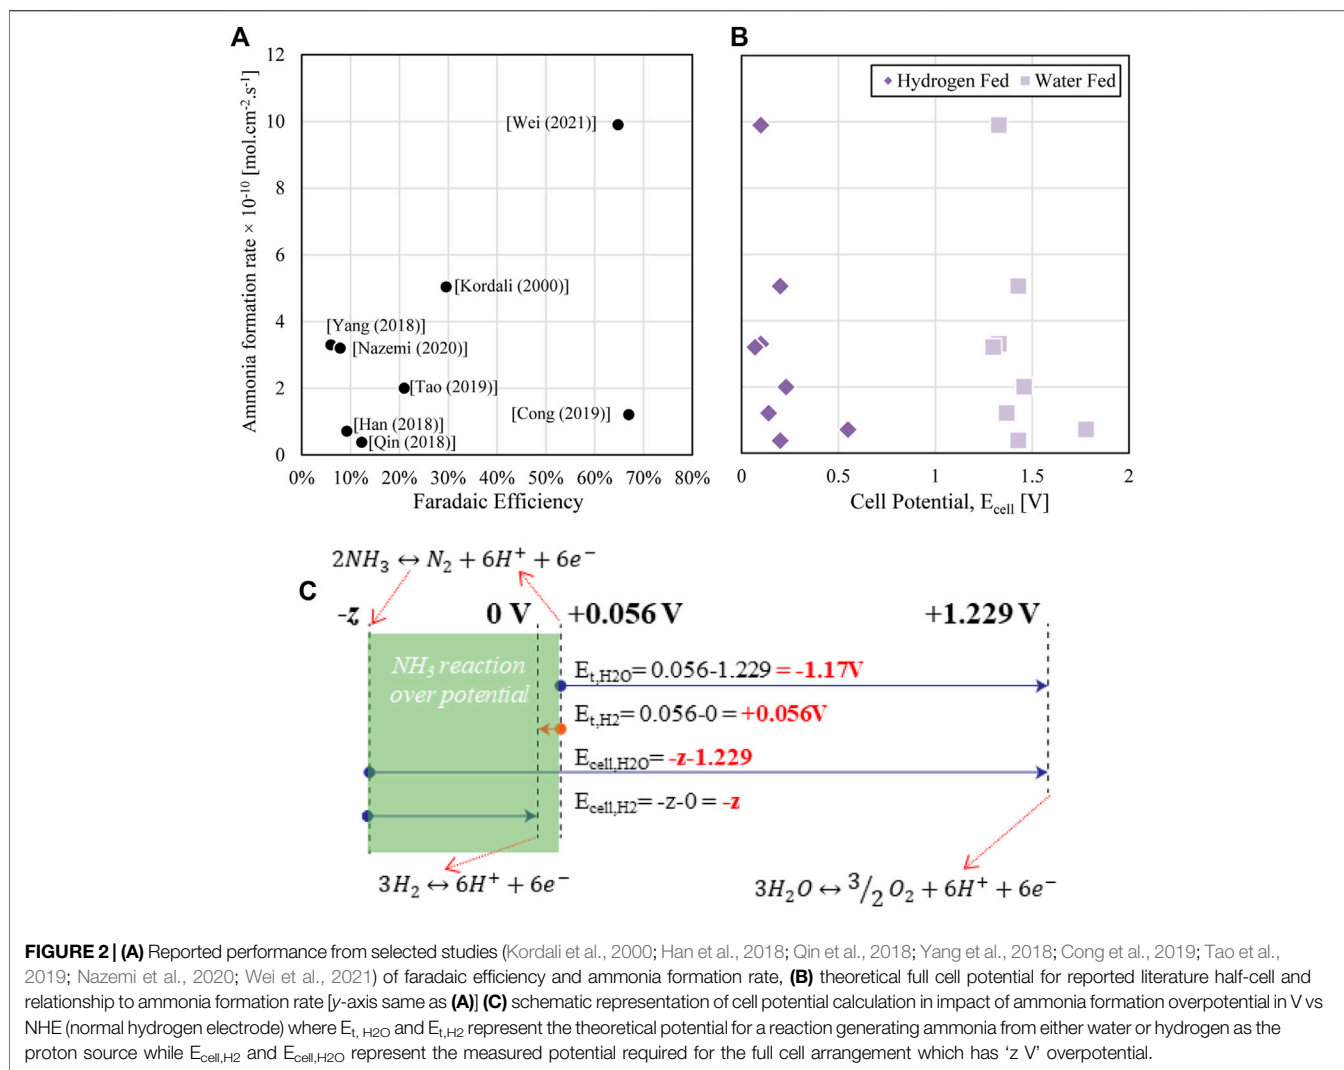 A
B
12
10
8
6
4
2
0
Ammonia formation rate × 10⁻¹⁰ [mol.cm⁻².s⁻¹]
[Wei (2021)]
[Kordali (2000)]
[Yang (2018)]
[Nazemi (2020)]
[Tao (2019)]
[Cong (2019)]
[Han (2018)]
[Qin (2018)]
0% 10% 20% 30% 40% 50% 60% 70% 80%
Faradaic Efficiency
Hydrogen Fed Water Fed
0 0.5 1 1.5 2
Cell Potential, E_cell [V]
2NH₃ ↔ N₂ + 6H⁺ + 6e⁻
C
-z 0 V +0.056 V +1.229 V
NH₃ reaction
over potential
E_t,H2O= 0.056-1.229 = -1.17V
E_t,H2= 0.056-0= +0.056V
E_cell,H2O= -z-1.229
E_cell,H2= -z-0 = -z
3H₂ ↔ 6H⁺ + 6e⁻
3H₂O ↔ 3/2 O₂ + 6H⁺ + 6e⁻
FIGURE 2 | (A) Reported performance from selected studies (Kordali et al., 2000; Han et al., 2018; Qin et al., 2018; Yang et al., 2018; Cong et al., 2019; Tao et al.,
2019; Nazemi et al., 2020; Wei et al., 2021) of faradaic efficiency and ammonia formation rate, (B) theoretical full cell potential for reported literature half-cell and
relationship to ammonia formation rate [y-axis same as (A)] (C) schematic representation of cell potential calculation in impact of ammonia formation overpotential in V vs
NHE (normal hydrogen electrode) where E_t, H2O and E_t,H2 represent the theoretical potential for a reaction generating ammonia from either water or hydrogen as the
proton source while E_cell,H2 and E_cell,H2O represent the measured potential required for the full cell arrangement which has ‘z V’ overpotential.